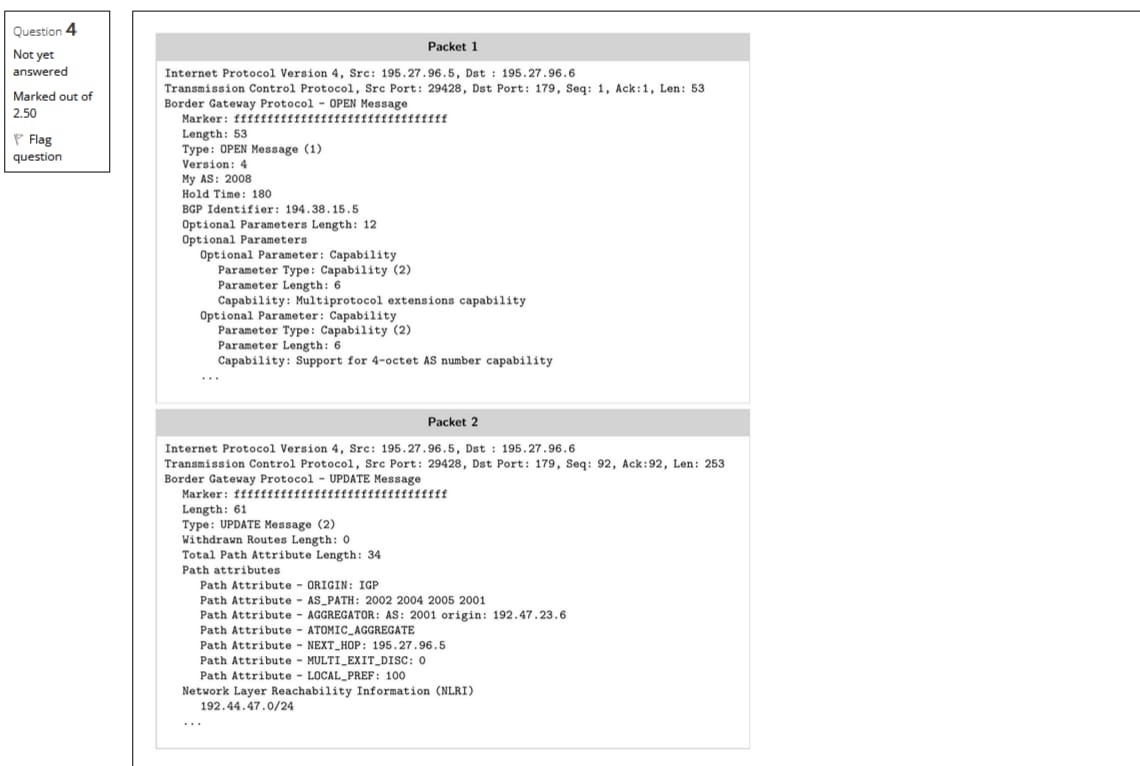 Question 4
Not yet
answered
Marked out of
2.50
Flag
question
Packet 1
Internet Protocol Version 4, Src: 195.27.96.5, Dst : 195.27.96.6
Transmission Control Protocol, Src Port: 29428, Dst Port: 179, Seq: 1, Ack:1, Len: 53
Border Gateway Protocol - OPEN Message
Marker: ffffffffffffffffffffffffffffffff
Length: 53
Type: OPEN Message (1)
Version: 4
My AS: 2008
Hold Time: 180
BGP Identifier: 194.38.15.5
Optional Parameters Length: 12
Optional Parameters
Optional Parameter: Capability
Parameter Type: Capability (2)
Parameter Length: 6
Capability: Multiprotocol extensions capability
Optional Parameter: Capability
Parameter Type: Capability (2)
Parameter Length: 6
Capability: Support for 4-octet AS number capability
...
Packet 2
Internet Protocol Version 4, Src: 195.27.96.5, Dst : 195.27.96.6
Transmission Control Protocol, Src Port: 29428, Dst Port: 179, Seq: 92, Ack:92, Len: 253
Border Gateway Protocol - UPDATE Message
Marker: ffffffffffffffffffffffffffffffff
Length: 61
Type: UPDATE Message (2)
Withdrawn Routes Length: 0
Total Path Attribute Length: 34
Path attributes
Path Attribute - ORIGIN: IGP
Path Attribute - AS_PATH: 2002 2004 2005 2001
Path Attribute - AGGREGATOR: AS: 2001 origin: 192.47.23.6
Path Attribute - ATOMIC_AGGREGATE
Path Attribute - NEXT_HOP: 195.27.96.5
Path Attribute - MULTI_EXIT_DISC: 0
Path Attribute - LOCAL_PREF: 100
Network Layer Reachability Information (NLRI)
192.44.47.0/24
...